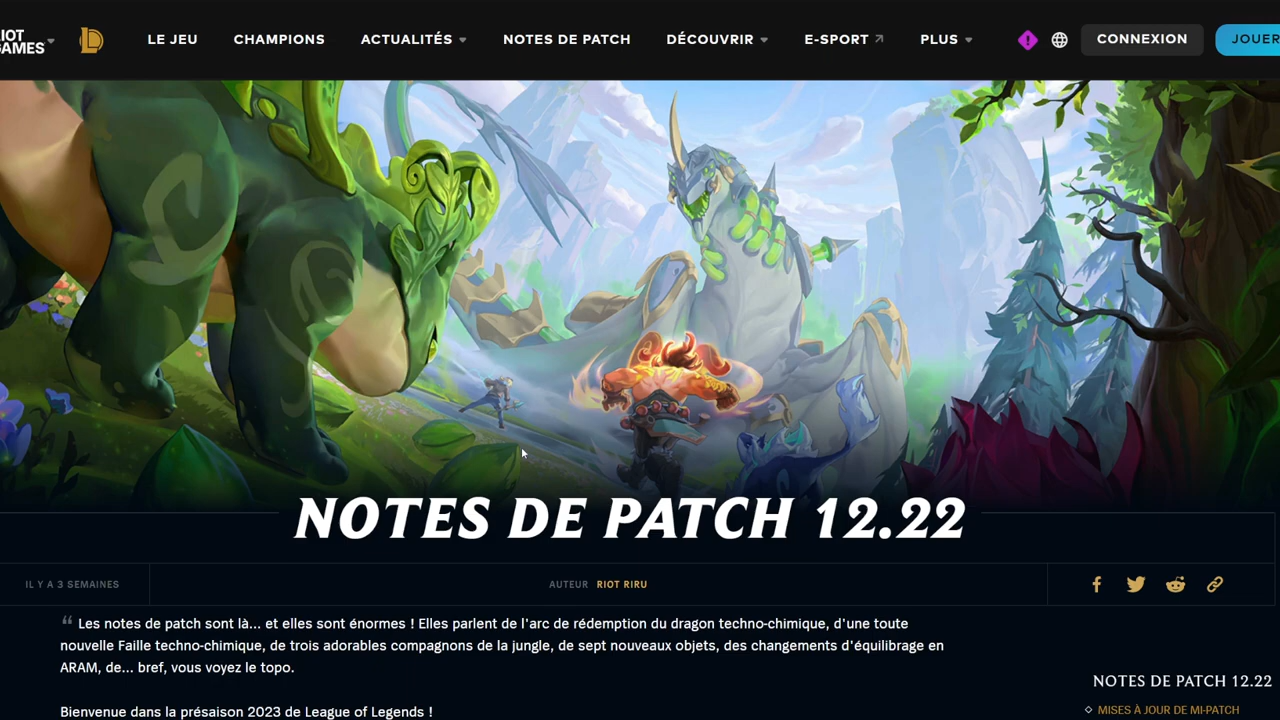 IOT
GAMES
LE JEU
CHAMPIONS
ACTUALITÉS
NOTES DE PATCH
DÉCOUVRIR
E-SPORT
PLUS
CONNEXION
JOUER
NOTES DE PATCH 12.22
IL Y A 3 SEMAINES
AUTEUR RIOT RIRU
“ Les notes de patch sont là... et elles sont énormes ! Elles parlent de l'arc de rédemption du dragon techno-chimique, d'une toute
nouvelle Faille techno-chimique, de trois adorables compagnons de la jungle, de sept nouveaux objets, des changements d'équilibrage en
ARAM, de... bref, vous voyez le topo.
Bienvenue dans la présaison 2023 de League of Legends !
NOTES DE PATCH 12.22
MISES À JOUR DE MI-PATCH